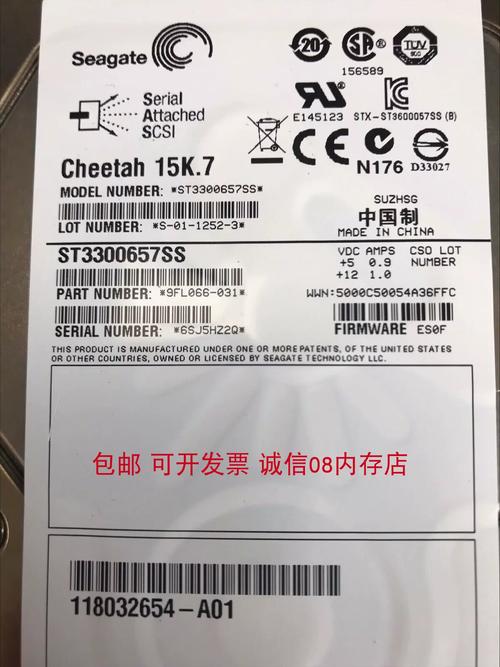 Seagate
20
SA®
TUV
156589
Serial
Attached
SCSI
E145123 STX-ST3600057SS (B)
CE
N176 D33027
Cheetah 15K.7
MODEL NUMBER: *ST3300657SS*
LOT NUMBER: *S-01-1252-3*
SUZHSG
中国制
MADE IN CHINA
ST3300657SS
VDC AMPS CSO LOT
+5 0.9 NUMBER
+12 1.0
PART NUMBER: *9FL066-031*
WWN:5000C50054A36FFC
SERIAL NUMBER: *6SJ5HZ2Q*
FIRMWARE ES0F
THIS PRODUCT IS MANUFACTURED UNDER ONE OR MORE PATENTS, OF THE UNITED STATES
OR OTHER COUNTRIES, OWNED OR LICENSED BY SEAGATE TECHNOLOGY LLC.
包邮 可开发票 诚信08内存店
118032654-A01